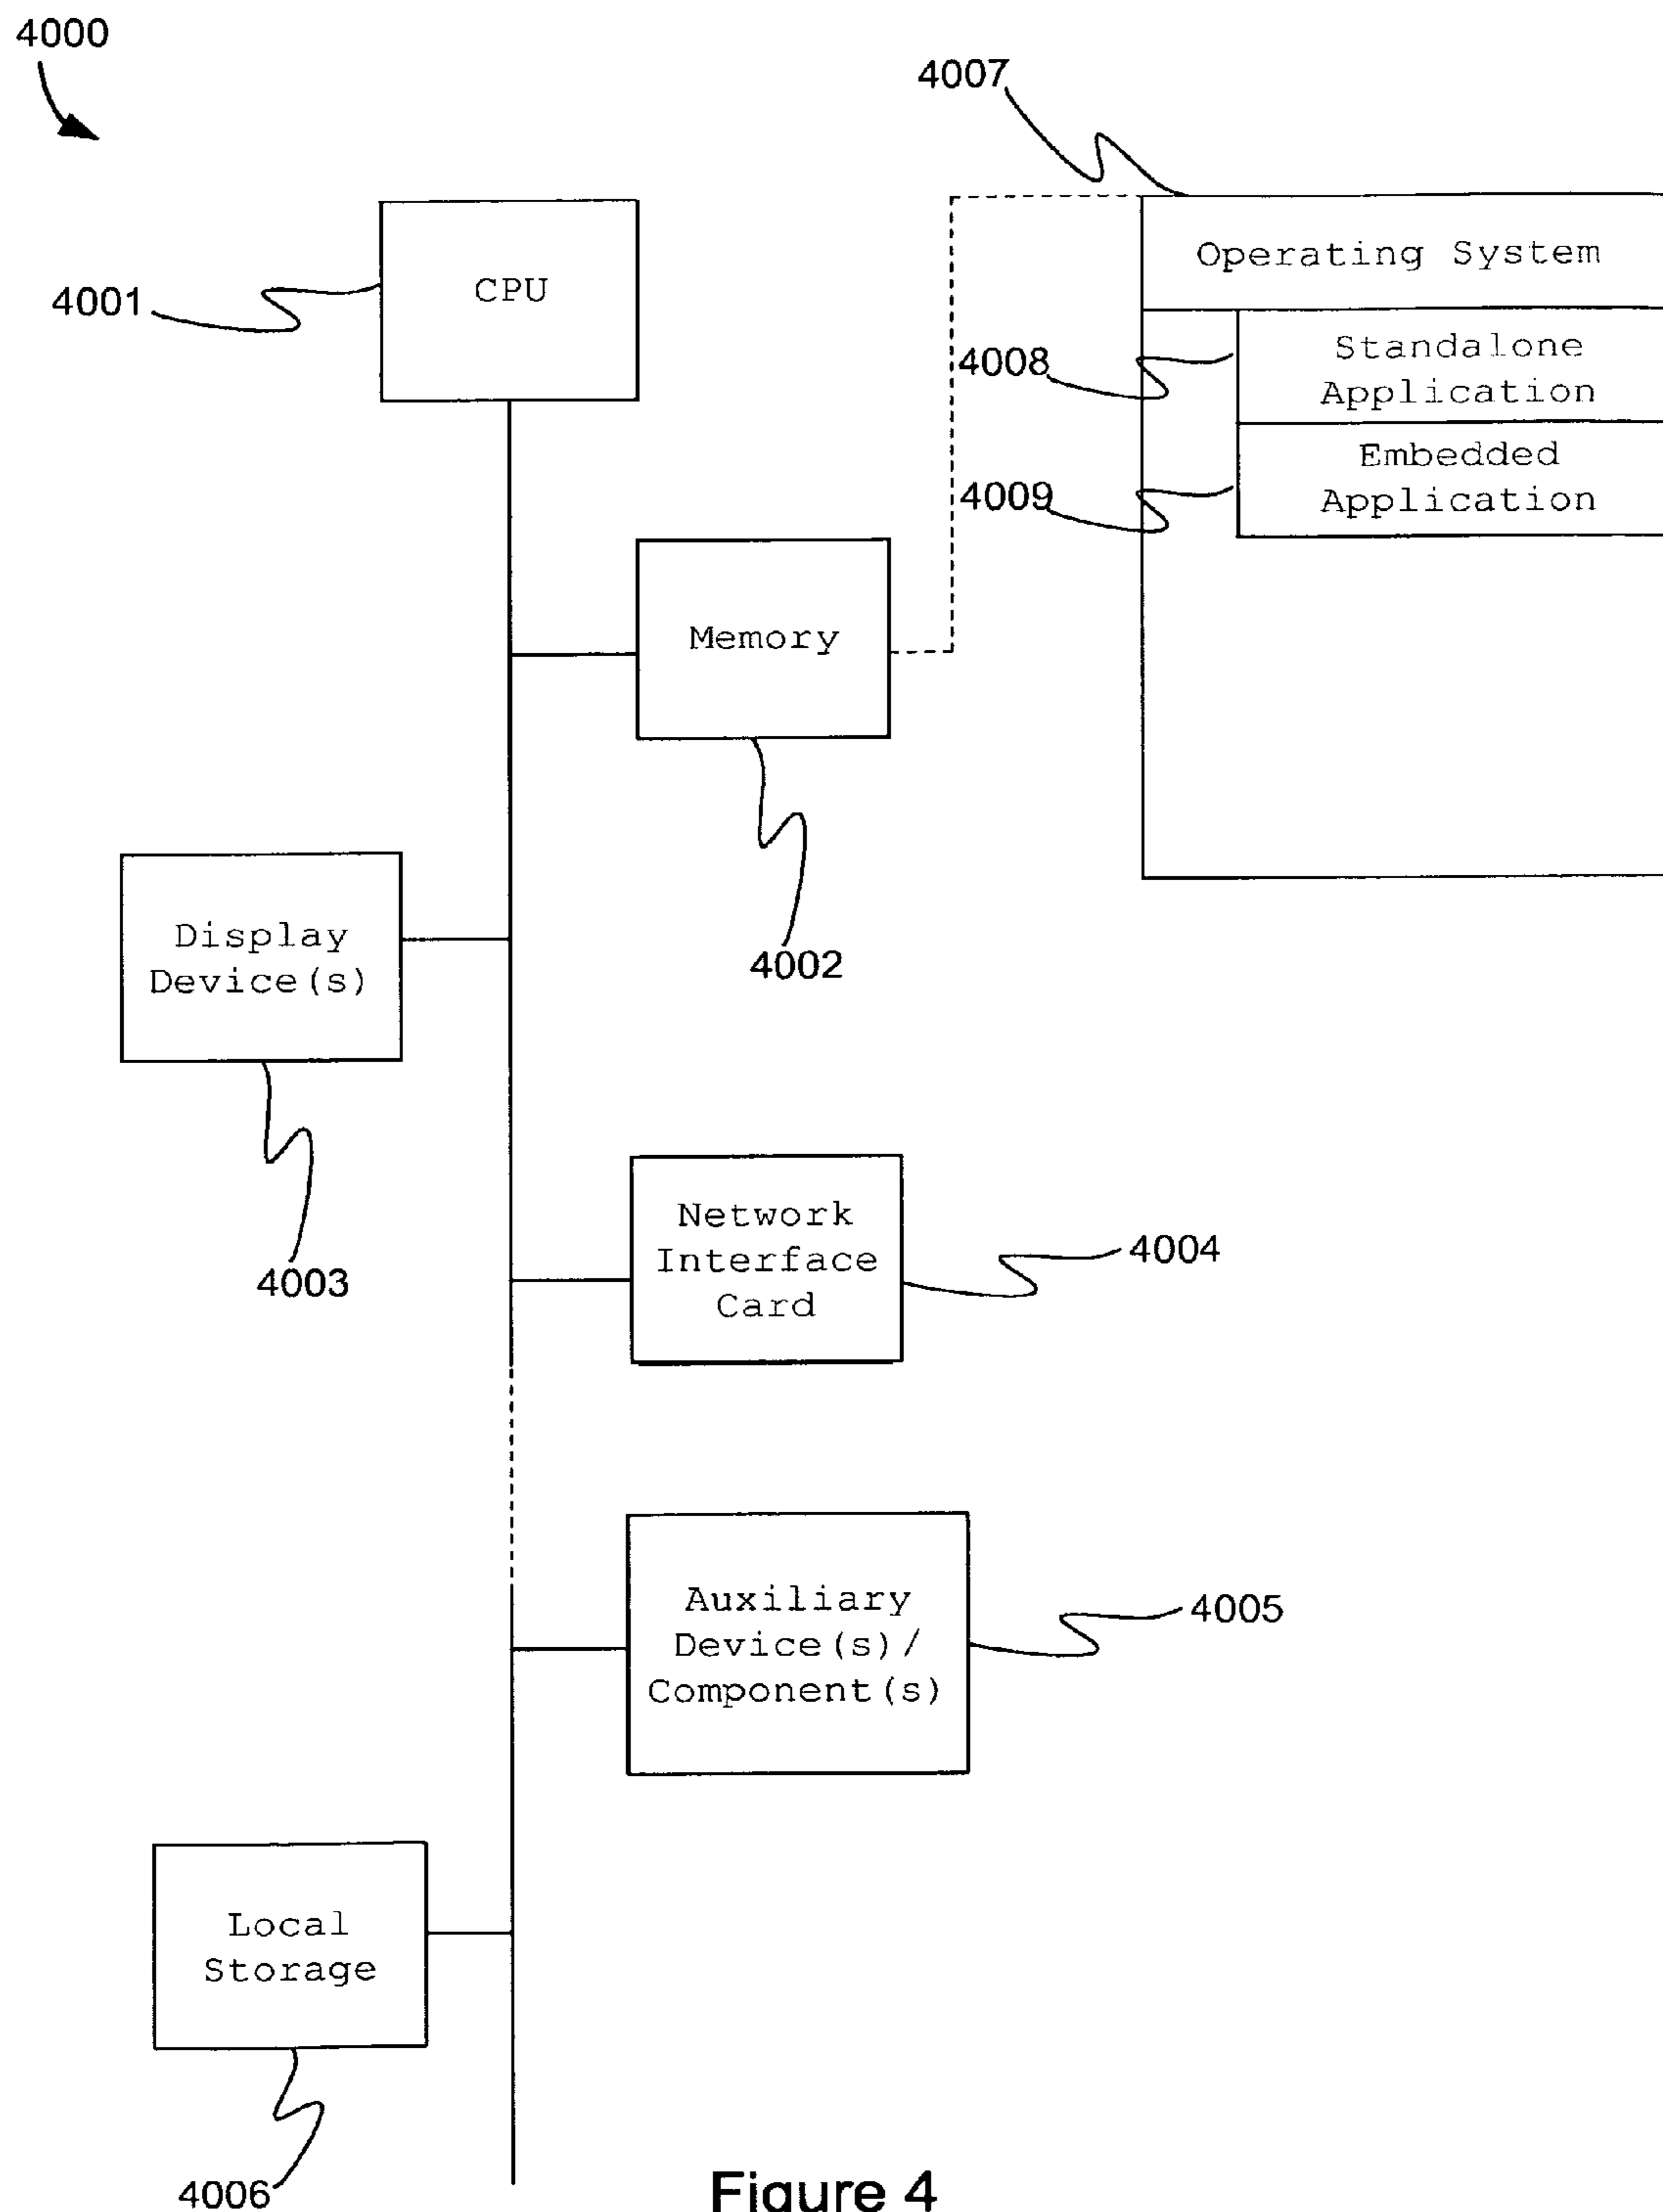 4000
4007
Operating System
CPU
4001
Standalone
Application
4008
Embedded
Application
4009
Memory
4002
Display
Device(s)
4003
Network
Interface
Card
4004
Auxiliary
Device(s)/
Component(s)
4005
Local
Storage
4006
Figure 4